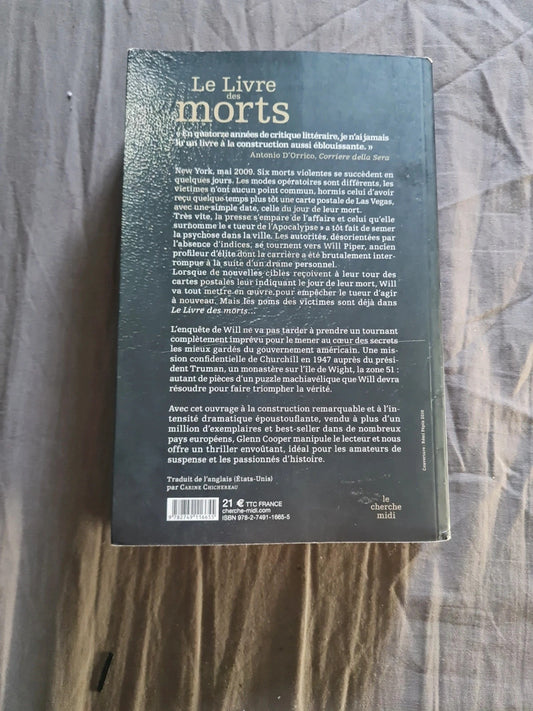 Le Livre
des
morts
« En quatorze années de critique littéraire, je n'ai jamais
lu un livre à la construction aussi éblouissante. »
Antonio D'Orrico, Corriere della Sera
New York, mai 2009. Six morts violentes se succèdent en
quelques jours. Les modes opératoires sont différents, les
victimes n'ont aucun point commun, hormis celui d'avoir
reçu quelque temps plus tôt une carte postale de Las Vegas,
avec une simple date, celle du jour de leur mort.
Très vite, la presse s'empare de l'affaire et celui qu'elle
surnomme le « tueur de l'Apocalypse » a tôt fait de semer
la psychose dans la ville. Les autorités, désorientées par
l'absence d'indices, se tournent vers Will Piper, ancien
profileur d'élite dont la carrière a été brutalement inter-
rompue à la suite d'un drame personnel.
Lorsque de nouvelles cibles reçoivent à leur tour des
cartes postales leur indiquant le jour de leur mort, Will
va tout mettre en œuvre pour empêcher le tueur d'agir
à nouveau. Mais les noms des victimes sont déjà dans
Le Livre des morts...
L'enquête de Will ne va pas tarder à prendre un tournant
complètement imprévu pour le mener au cœur des secrets
les mieux gardés du gouvernement américain. Une mis-
sion confidentielle de Churchill en 1947 auprès du prési-
dent Truman, un monastère sur l'île de Wight, la zone 51 :
autant de pièces d'un puzzle machiavélique que Will devra
résoudre pour faire triompher la vérité.
Avec cet ouvrage à la construction remarquable et à l'in-
tensité dramatique époustouflante, vendu à plus d'un
million d'exemplaires et best-seller dans de nombreux
pays européens, Glenn Cooper manipule le lecteur et nous
offre un thriller envoûtant, idéal pour les amateurs de
suspense et les passionnés d'histoire.
Traduit de l'anglais (États-Unis)
par Carine Chichereau
21 € TTC FRANCE
cherche-midi.com
ISBN 978-2-7491-1665-5
9 782749 116655
le
cherche
midi
Couverture : Rémi Pépin 2010